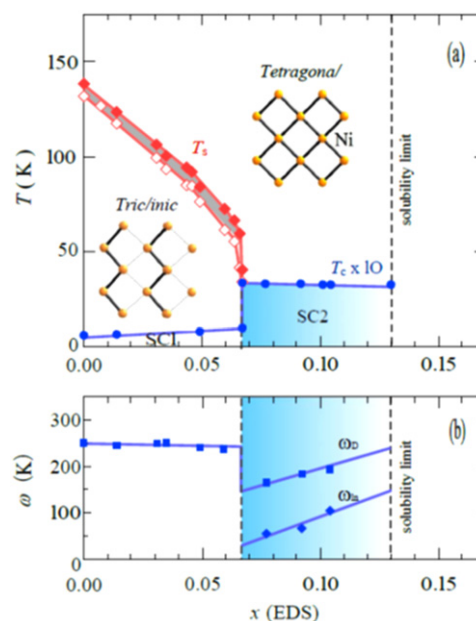 (a)
150
100
50
0
T (K)
Tetragona/
Ni
Ts
Tric/inic
Tc x lO
SC1
SC2
solubility limit
0.00
0.05
0.10
0.15
(b)
300
200
100
0
ω (K)
ωD
ωln
solubility limit
0.00
0.05
0.10
0.15
x (EDS)